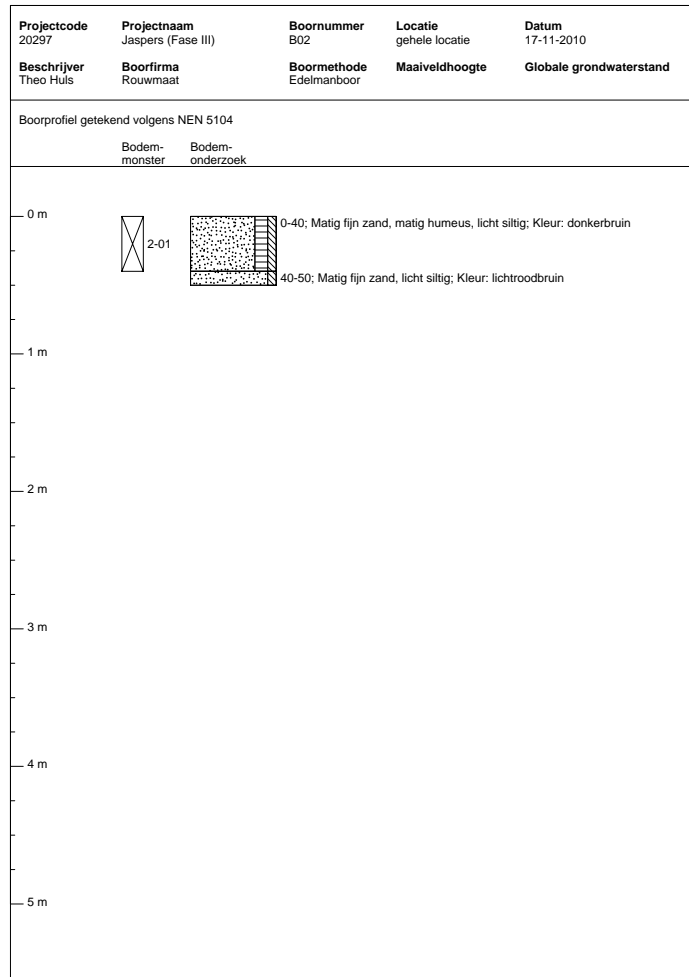 Projectcode Projectnaam Boornummer Locatie Datum
20297 Jaspers (Fase III) B02 gehele locatie 17-11-2010
Beschrijver Boorfirma Boormethode Maaiveldhoogte Globale grondwaterstand
Theo Huls Rouwmaat Edelmanboor
Boorprofiel getekend volgens NEN 5104
Bodem- Bodem-
monster onderzoek
0 m
0-40; Matig fijn zand, matig humeus, licht siltig; Kleur: donkerbruin
2-01
40-50; Matig fijn zand, licht siltig; Kleur: lichtroodbruin
1 m
2 m
3 m
4 m
5 m